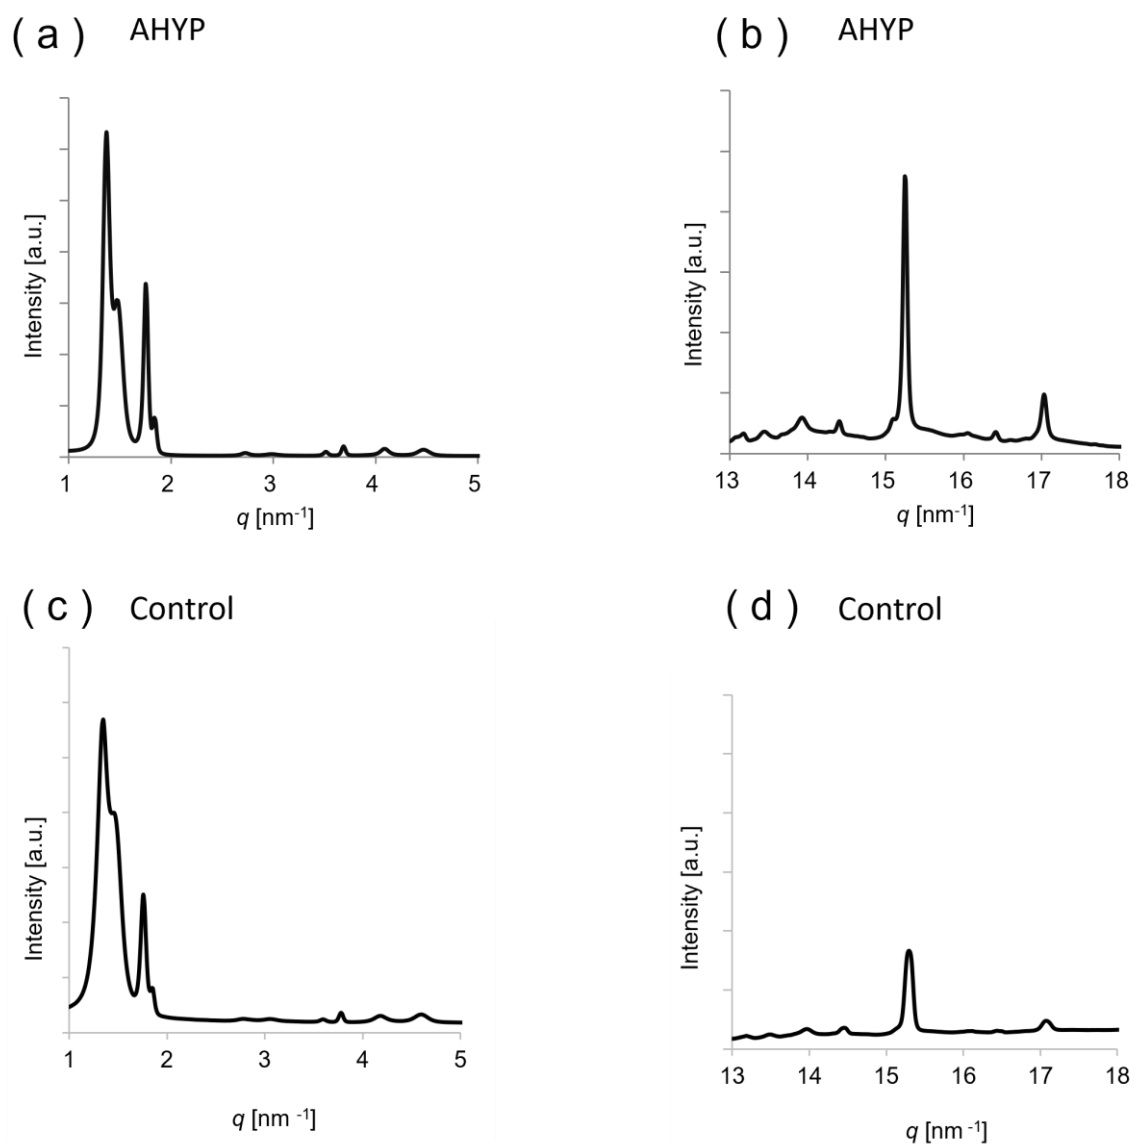 ( a ) AHYP
Intensity [a.u.]
1 2 3 4 5
q [nm-1]
( b ) AHYP
Intensity [a.u.]
13 14 15 16 17 18
q [nm-1]
( c ) Control
Intensity [a.u.]
1 2 3 4 5
q [nm -1]
( d ) Control
Intensity [a.u.]
13 14 15 16 17 18
q [nm -1]